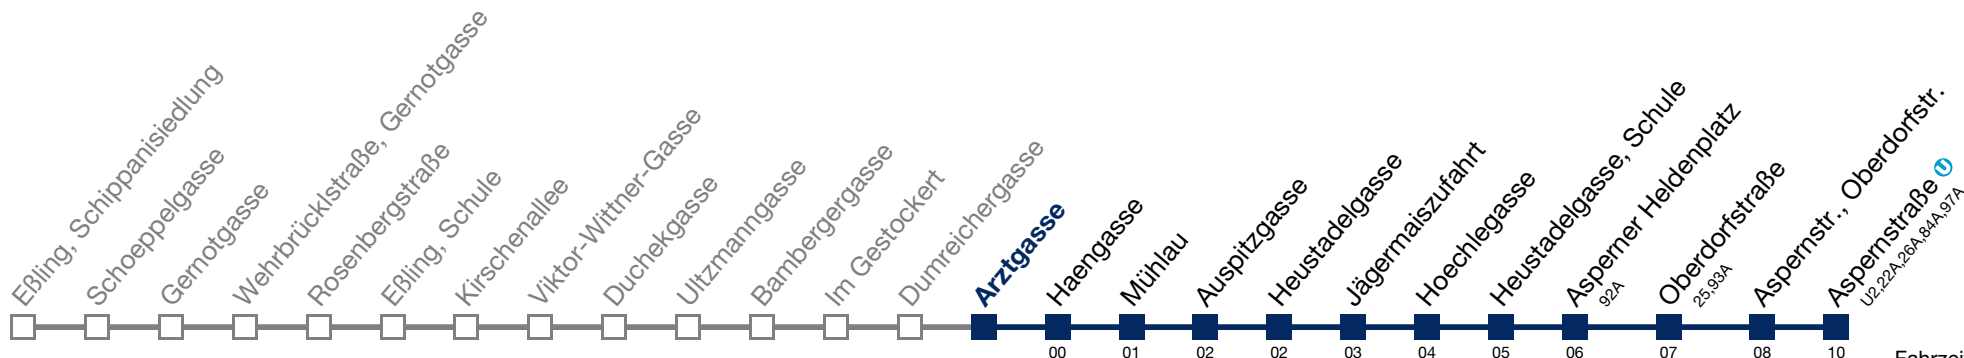 Eßling, Schippanisiedlung
Schoeppelgasse
Gernotgasse
Wehrbrücklstraße, Gernotgasse
Rosenbergstraße
Eßling, Schule
Kirschenallee
Viktor-Wittner-Gasse
Duchekgasse
Ultzmanngasse
Bambergergasse
Im Gestockert
Dumreichergasse
Arztgasse
Haengasse
Mühlau
Auspitzgasse
Heustadelgasse
Jägermaiszufahrt
Hoechlegasse
Heustadelgasse, Schule
Asperner Heldenplatz
92A
Oberdorfstraße
25,93A
Aspernstr., Oberdorfstr.
Aspernstraße U
U2,22A,26A,84A,97A
00 01 02 02 03 04 05 06 07 08 10